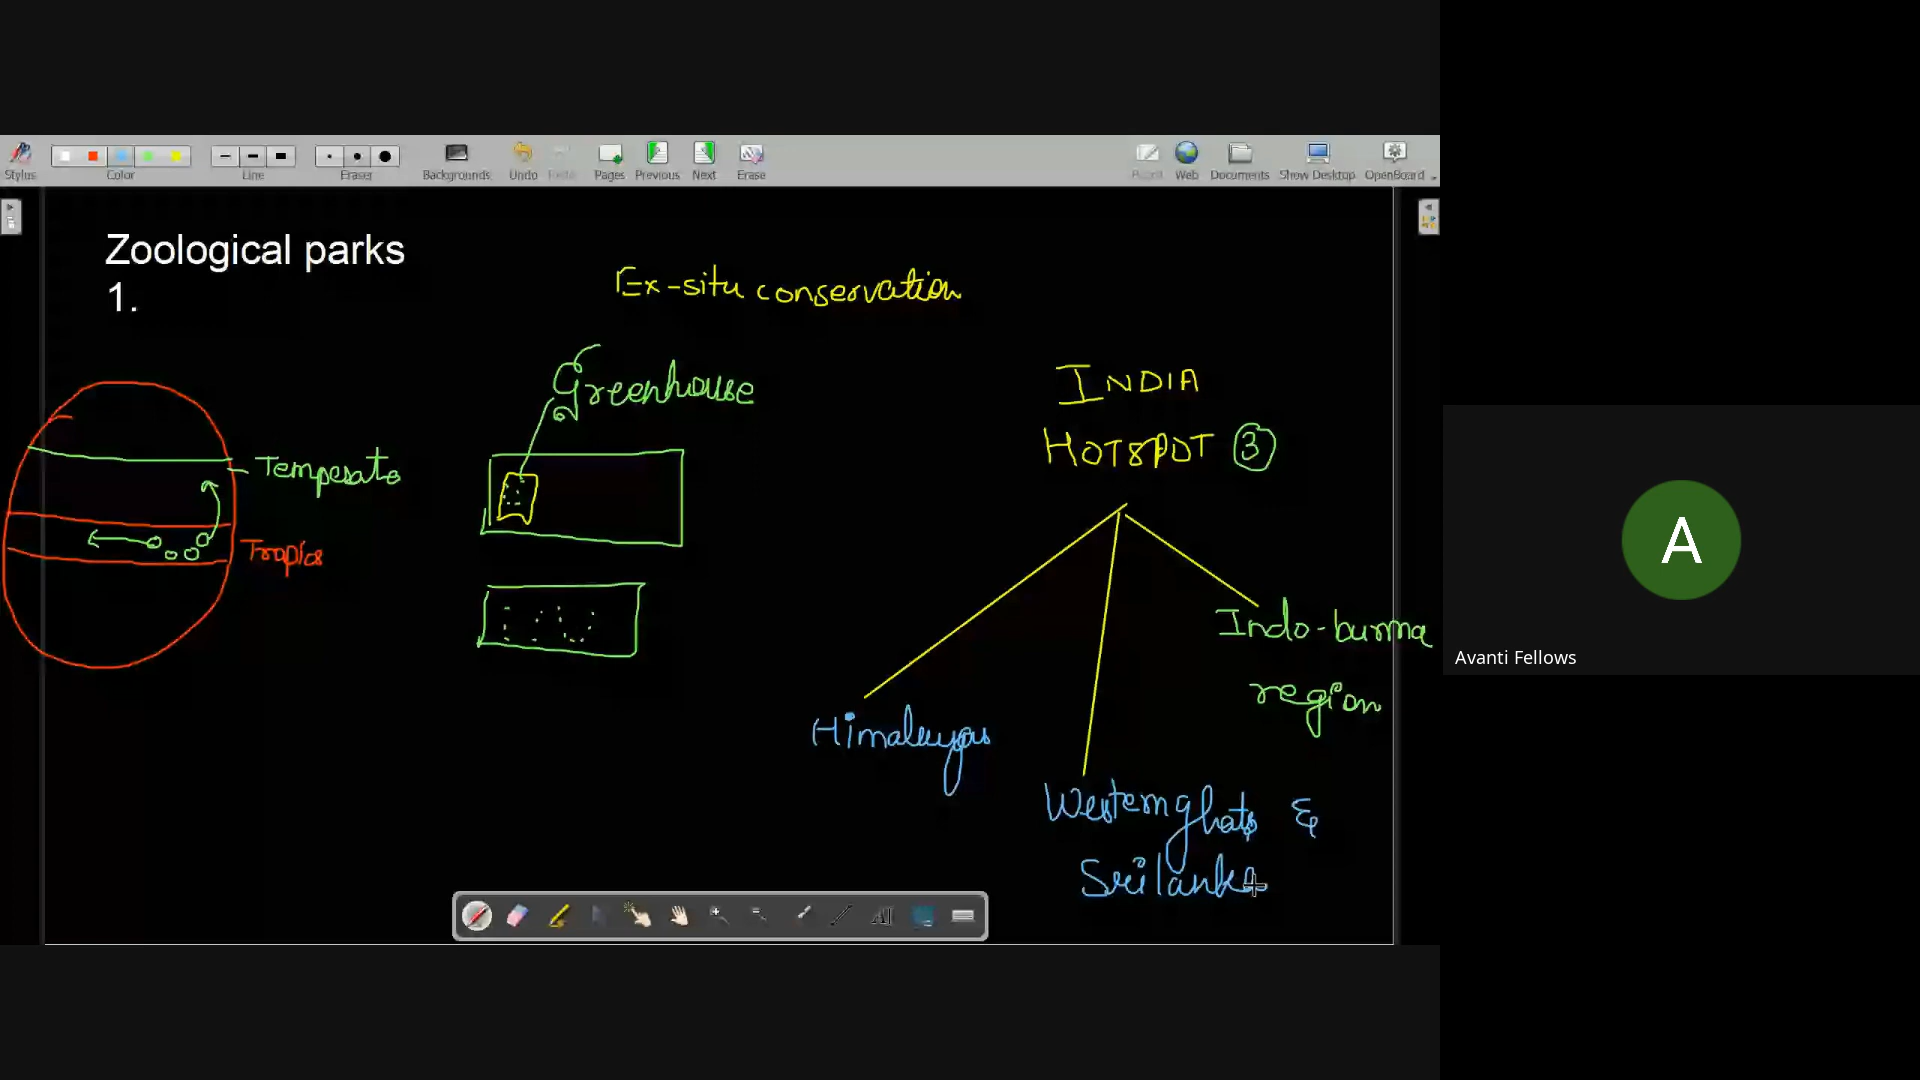 Stylus
Color
Line
Eraser
Backgrounds
Undo
Redo
Pages
Previous
Next
Erase
Board
Web
Documents
Show Desktop
OpenBoard
Zoological parks
1.
Ex-situ conservation
Greenhouse
INDIA
HOTSPOT 3
Temperate
Tropics
Indo-burma
region
Himalayas
Western ghats &
Srilanka
AI
A
Avanti Fellows